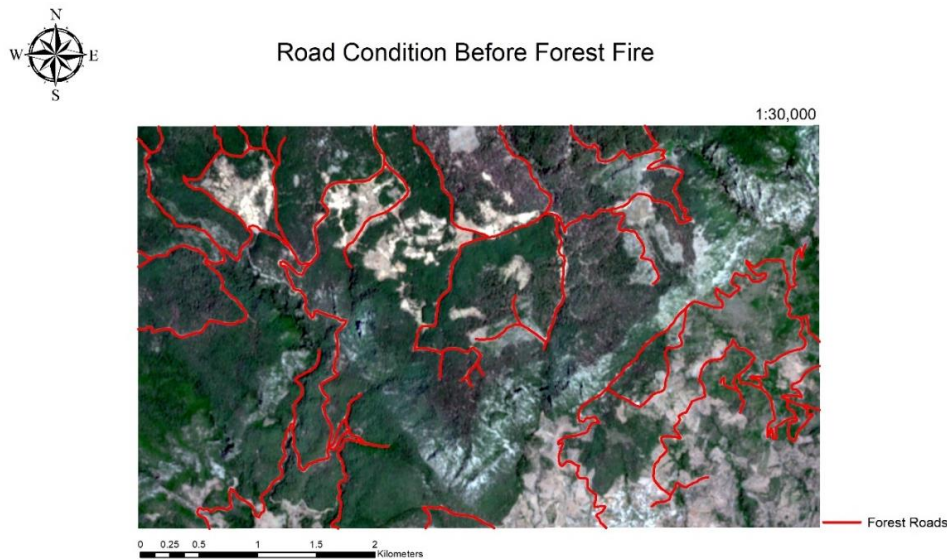 N
W E
S
Road Condition Before Forest Fire
1:30,000
Forest Roads
0 0.25 0.5 1 1.5 2
Kilometers